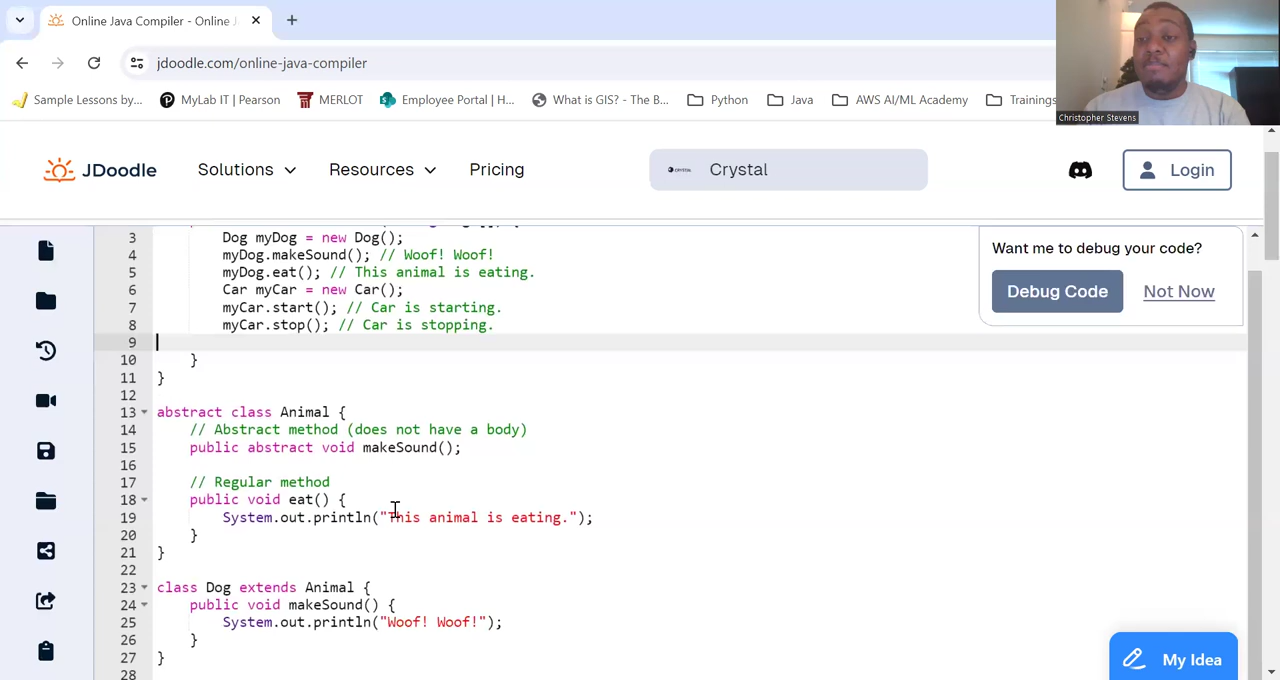 Online Java Compiler - Online J
jdoodle.com/online-java-compiler
Sample Lessons by... MyLab IT | Pearson MERLOT Employee Portal | H... What is GIS? - The B... Python Java AWS AI/ML Academy Trainings
Christopher Stevens
JDoodle Solutions Resources Pricing Crystal Login
CRYSTAL
Want me to debug your code?
Debug Code Not Now
3 Dog myDog = new Dog();
4 myDog.makeSound(); // Woof! Woof!
5 myDog.eat(); // This animal is eating.
6 Car myCar = new Car();
7 myCar.start(); // Car is starting.
8 myCar.stop(); // Car is stopping.
9
10 }
11 }
12
13 abstract class Animal {
14 // Abstract method (does not have a body)
15 public abstract void makeSound();
16
17 // Regular method
18 public void eat() {
19 System.out.println("This animal is eating.");
20 }
21 }
22
23 class Dog extends Animal {
24 public void makeSound() {
25 System.out.println("Woof! Woof!");
26 }
27 }
28
My Idea